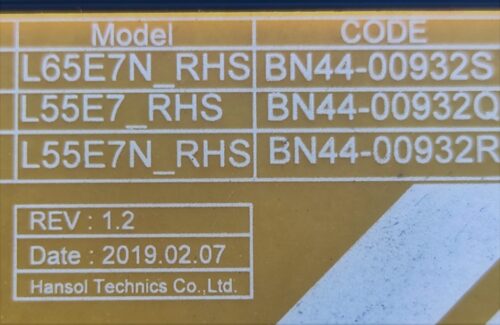 Model CODE
L65E7N_RHS BN44-00932S
L55E7_RHS BN44-00932Q
L55E7N_RHS BN44-00932R
REV : 1.2
Date : 2019.02.07
Hansol Technics Co.,Ltd.